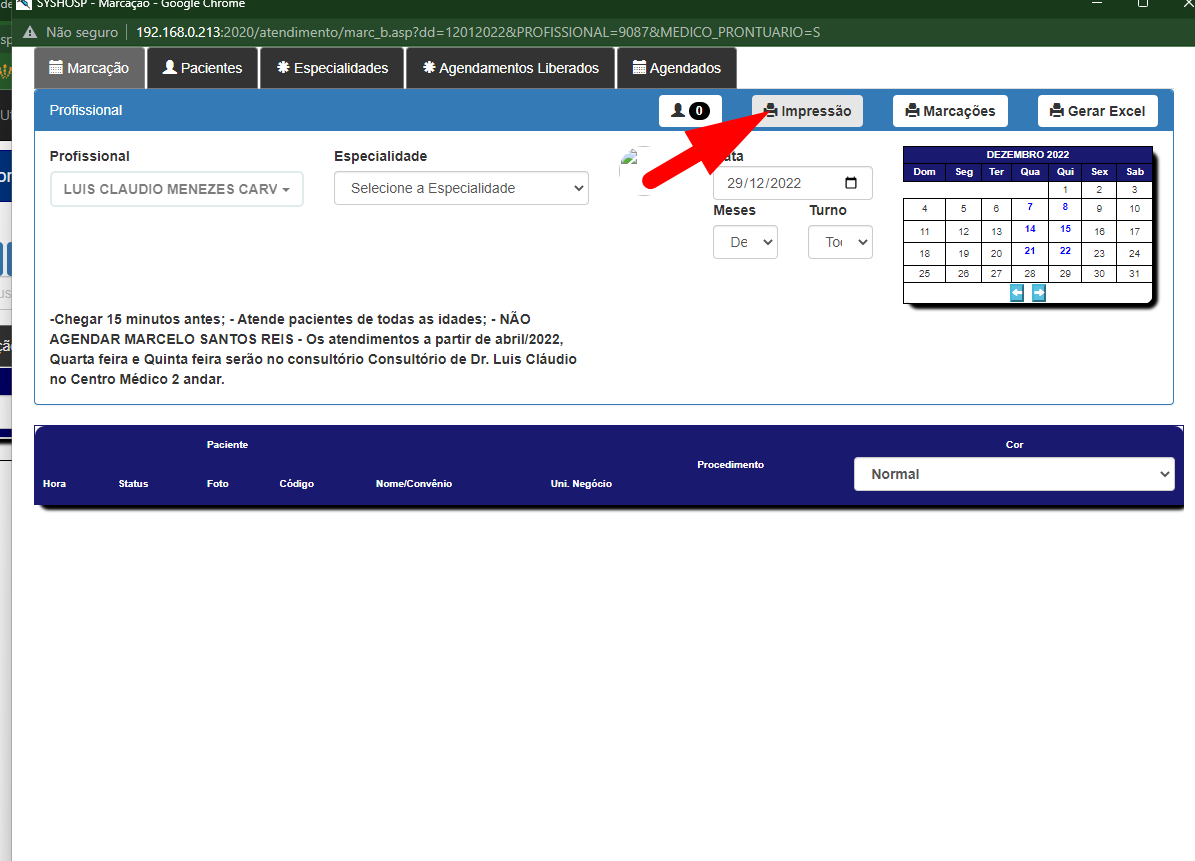 SYSHOSP - Marcação - Google Chrome
Não seguro 192.168.0.213:2020/atendimento/marc_b.asp?dd=12012022&PROFISSIONAL=9087&MEDICO_PRONTUARIO=S
Marcação Pacientes Especialidades Agendamentos Liberados Agendados
Profissional 0 Impressão Marcações Gerar Excel
Profissional Especialidade
LUIS CLAUDIO MENEZES CARV Selecione a Especialidade
29/12/2022
Meses Turno
De
DEZEMBRO 2022
Dom Seg Ter Qua Qui Sex Sab
1 2 3
4 5 6 7 8 9 10
11 12 13 14 15 16 17
18 19 20 21 22 23 24
25 26 27 28 29 30 31
-Chegar 15 minutos antes; - Atende pacientes de todas as idades; - NÃO
AGENDAR MARCELO SANTOS REIS - Os atendimentos a partir de abril/2022,
Quarta feira e Quinta feira serão no consultório Consultório de Dr. Luis Cláudio
no Centro Médico 2 andar.
Paciente Cor
Procedimento
Normal
Hora Status Foto Código Nome/Convênio Uni. Negócio